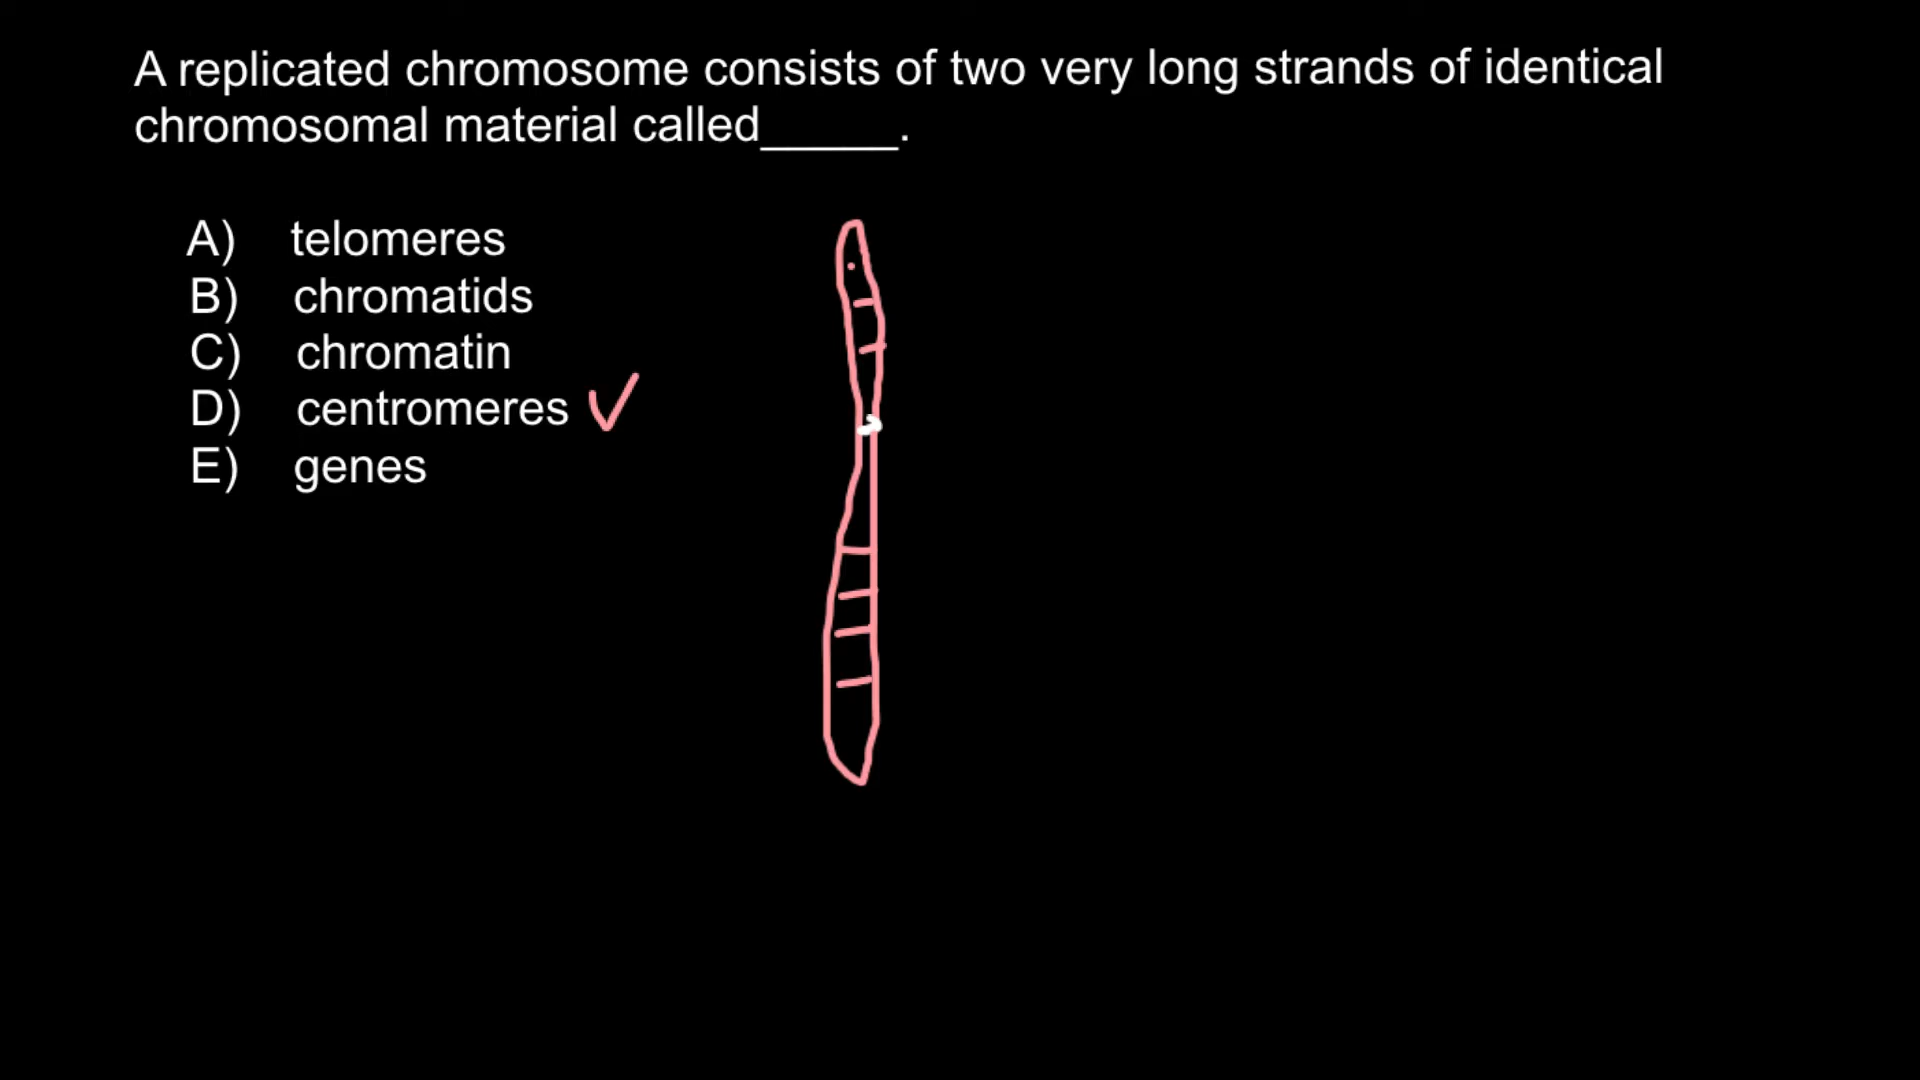 A replicated chromosome consists of two very long strands of identical
chromosomal material called_____.
A) telomeres
B) chromatids
C) chromatin
D) centromeres ✓
E) genes